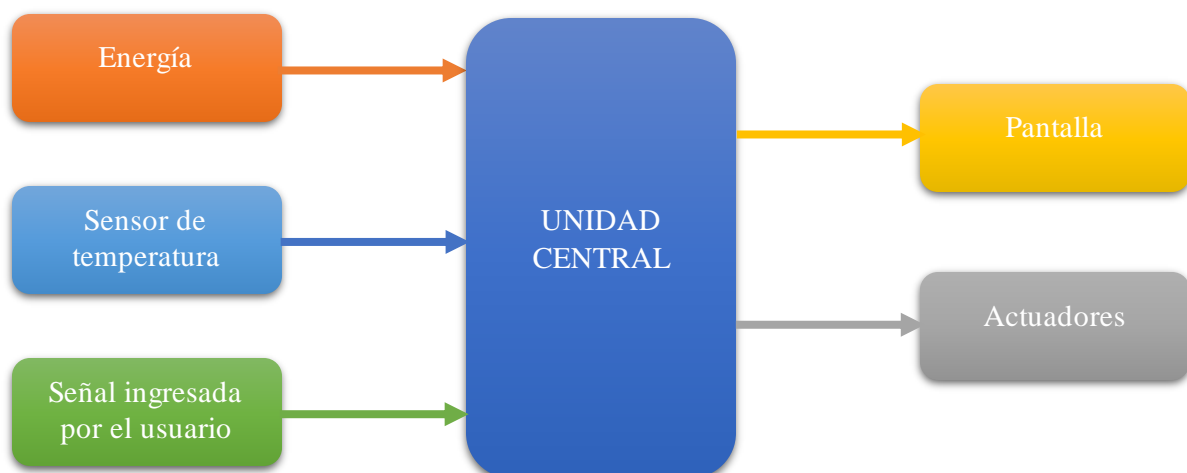 Energía
Sensor de
temperatura
Señal ingresada
por el usuario
UNIDAD
CENTRAL
Pantalla
Actuadores